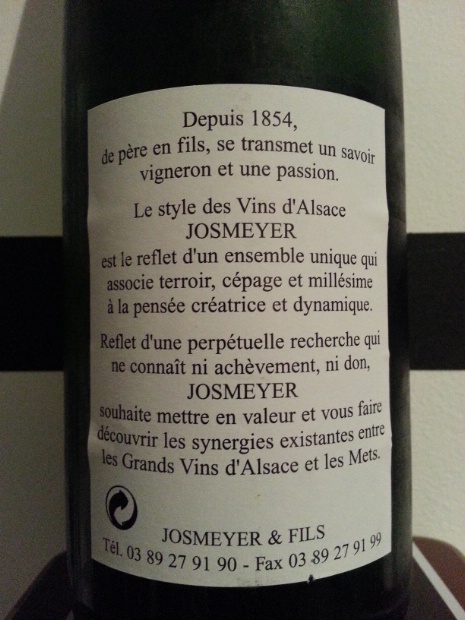 Depuis 1854,
de père en fils, se transmet un savoir
vigneron et une passion.
Le style des Vins d'Alsace
JOSMEYER
est le reflet d'un ensemble unique qui
associe terroir, cépage et millésime
à la pensée créatrice et dynamique.
Reflet d'une perpétuelle recherche qui
ne connaît ni achèvement, ni don,
JOSMEYER
souhaite mettre en valeur et vous faire
découvrir les synergies existantes entre
les Grands Vins d'Alsace et les Mets.
JOSMEYER & FILS
Tél. 03 89 27 91 90 - Fax 03 89 27 91 99